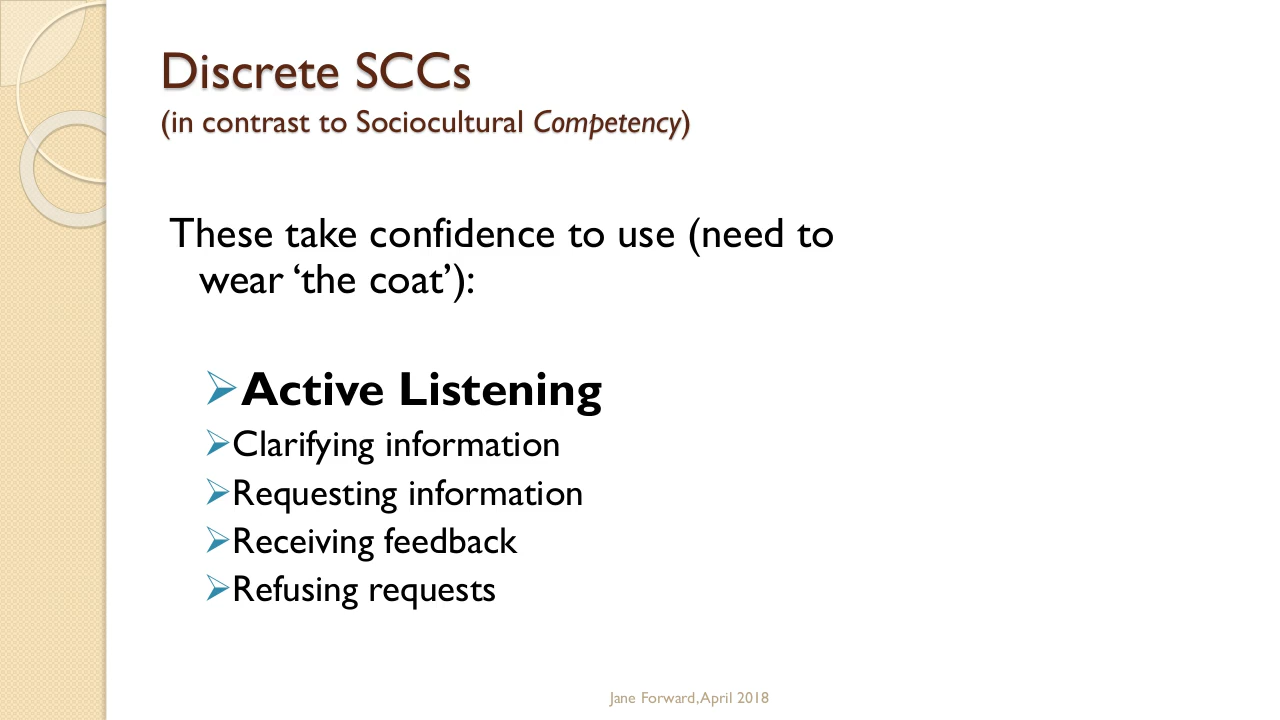 Discrete SCCs
(in contrast to Sociocultural Competency)
These take confidence to use (need to
wear ‘the coat’):
Active Listening
Clarifying information
Requesting information
Receiving feedback
Refusing requests
Jane Forward,April 2018